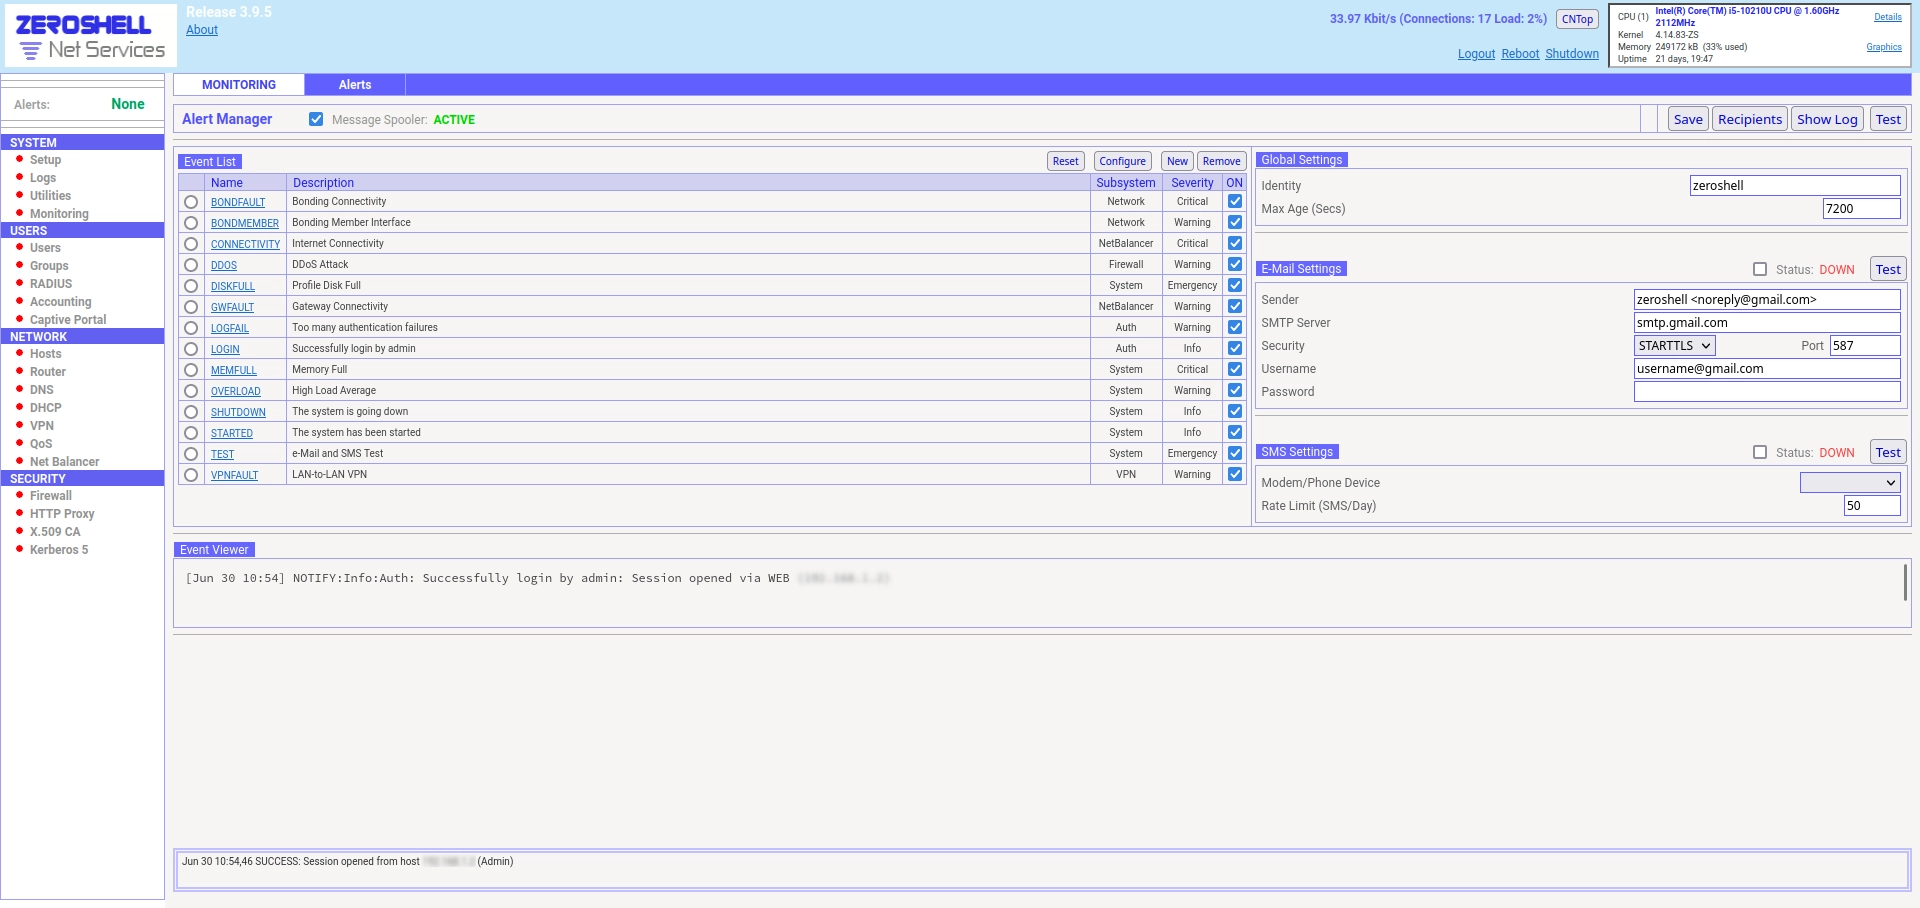 ZEROSHELL
Net Services
Release 3.9.5
About
33.97 Kbit/s (Connections: 17 Load: 2%) CNTop
Logout Reboot Shutdown
CPU (1) Intel(R) Core(TM) i5-10210U CPU @ 1.60GHz 2112MHz Details
Kernel 4.14.83-ZS
Memory 249172 kB (33% used) Graphics
Uptime 21 days, 19:47
MONITORING Alerts
Alerts: None
SYSTEM
Setup
Logs
Utilities
Monitoring
USERS
Users
Groups
RADIUS
Accounting
Captive Portal
NETWORK
Hosts
Router
DNS
DHCP
VPN
QoS
Net Balancer
SECURITY
Firewall
HTTP Proxy
X.509 CA
Kerberos 5
Alert Manager Message Spooler: ACTIVE Save Recipients Show Log Test
Event List Reset Configure New Remove
Name Description Subsystem Severity ON
BONDFAULT Bonding Connectivity Network Critical
BONDMEMBER Bonding Member Interface Network Warning
CONNECTIVITY Internet Connectivity NetBalancer Critical
DDOS DDoS Attack Firewall Warning
DISKFULL Profile Disk Full System Emergency
GWFAULT Gateway Connectivity NetBalancer Warning
LOGFAIL Too many authentication failures Auth Warning
LOGIN Successfully login by admin Auth Info
MEMFULL Memory Full System Critical
OVERLOAD High Load Average System Warning
SHUTDOWN The system is going down System Info
STARTED The system has been started System Info
TEST e-Mail and SMS Test System Emergency
VPNFAULT LAN-to-LAN VPN VPN Warning
Global Settings
Identity zeroshell
Max Age (Secs) 7200
E-Mail Settings Status: DOWN Test
Sender zeroshell <noreply@gmail.com>
SMTP Server smtp.gmail.com
Security STARTTLS Port 587
Username username@gmail.com
Password
SMS Settings Status: DOWN Test
Modem/Phone Device
Rate Limit (SMS/Day) 50
Event Viewer
[Jun 30 10:54] NOTIFY:Info:Auth: Successfully login by admin: Session opened via WEB
Jun 30 10:54,46 SUCCESS: Session opened from host (Admin)